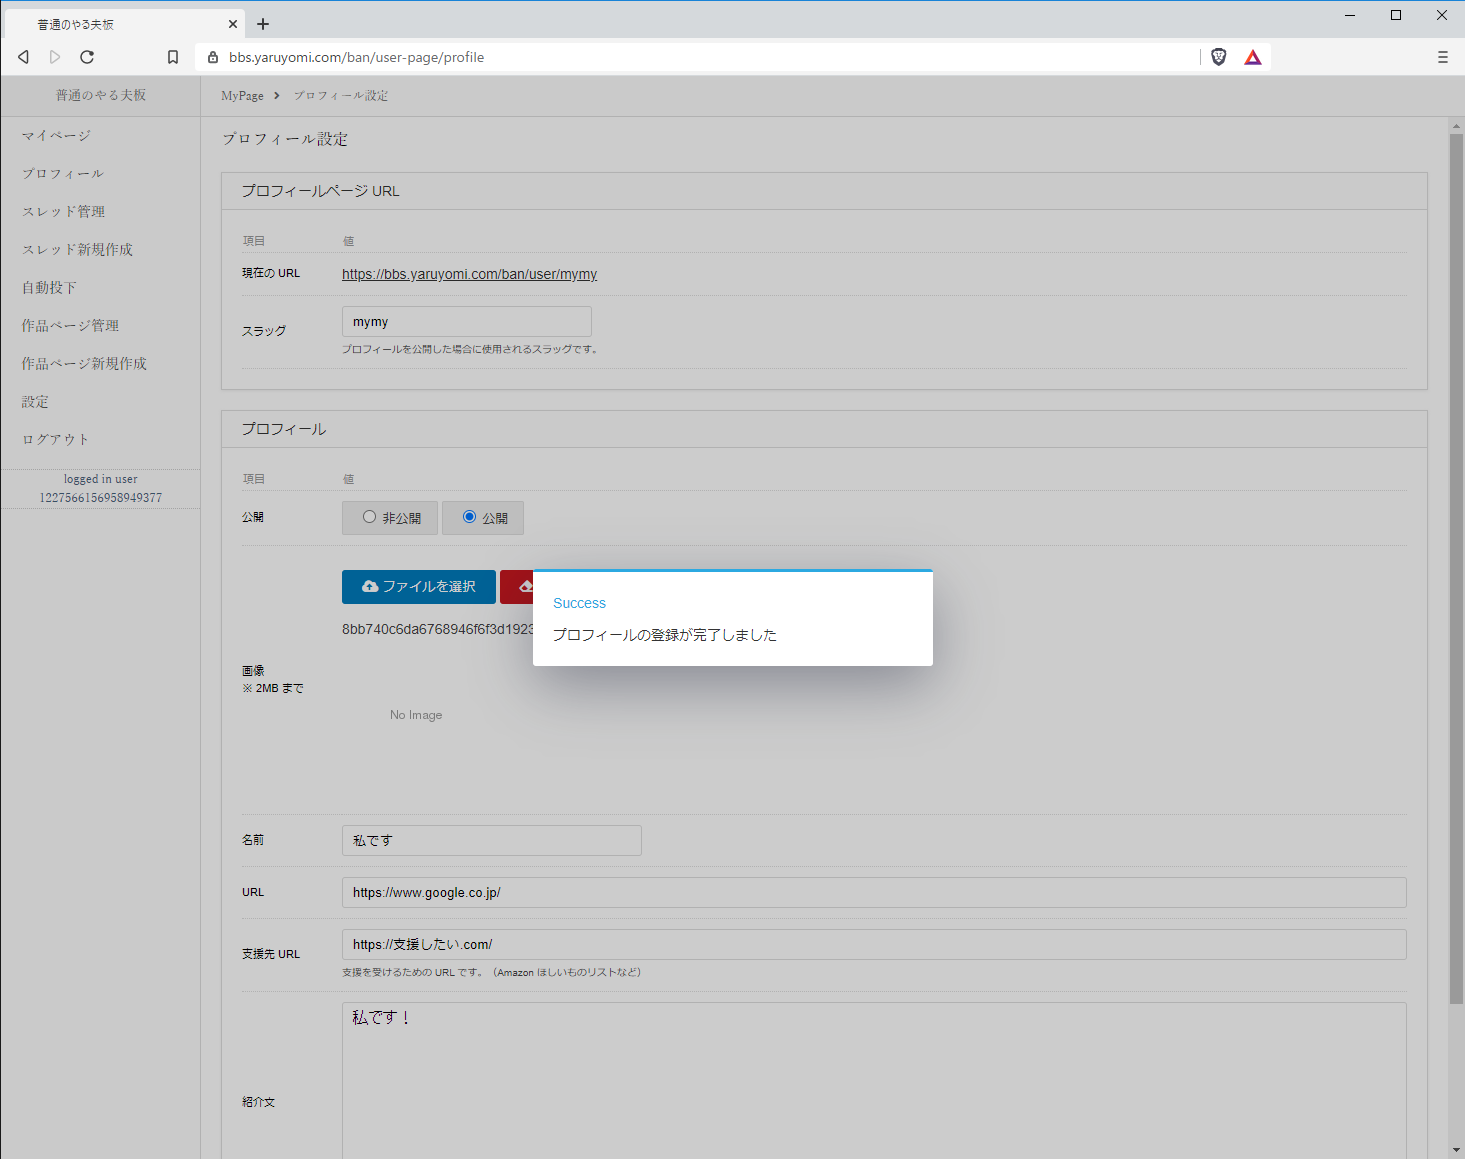 普通のやる夫板
bbs.yaruyomi.com/ban/user-page/profile
普通のやる夫板
MyPage プロフィール設定
マイページ
プロフィール
スレッド管理
スレッド新規作成
自動投下
作品ページ管理
作品ページ新規作成
設定
ログアウト
logged in user
1227566156958949377
プロフィール設定
プロフィールページ URL
項目 値
現在の URL https://bbs.yaruyomi.com/ban/user/mymy
スラッグ mymy
プロフィールを公開した場合に使用されるスラッグです。
プロフィール
項目 値
公開 非公開 公開
ファイルを選択
8bb740c6da6768946f6f3d1923
Success
プロフィールの登録が完了しました
画像
※ 2MB まで
No Image
名前 私です
URL https://www.google.co.jp/
支援先 URL https://支援したい.com/
支援を受けるための URL です。（Amazon ほしいものリストなど）
紹介文 私です！